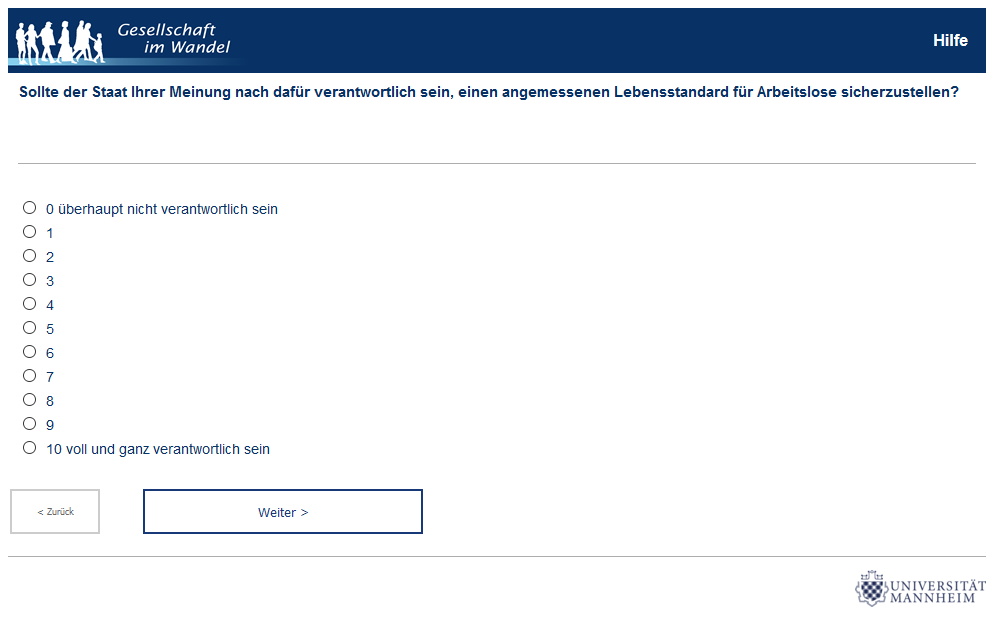 Gesellschaft
im Wandel
Hilfe
Sollte der Staat Ihrer Meinung nach dafür verantwortlich sein, einen angemessenen Lebensstandard für Arbeitslose sicherzustellen?
0 überhaupt nicht verantwortlich sein
1
2
3
4
5
6
7
8
9
10 voll und ganz verantwortlich sein
< Zurück
Weiter >
UNIVERSITÄT
MANNHEIM